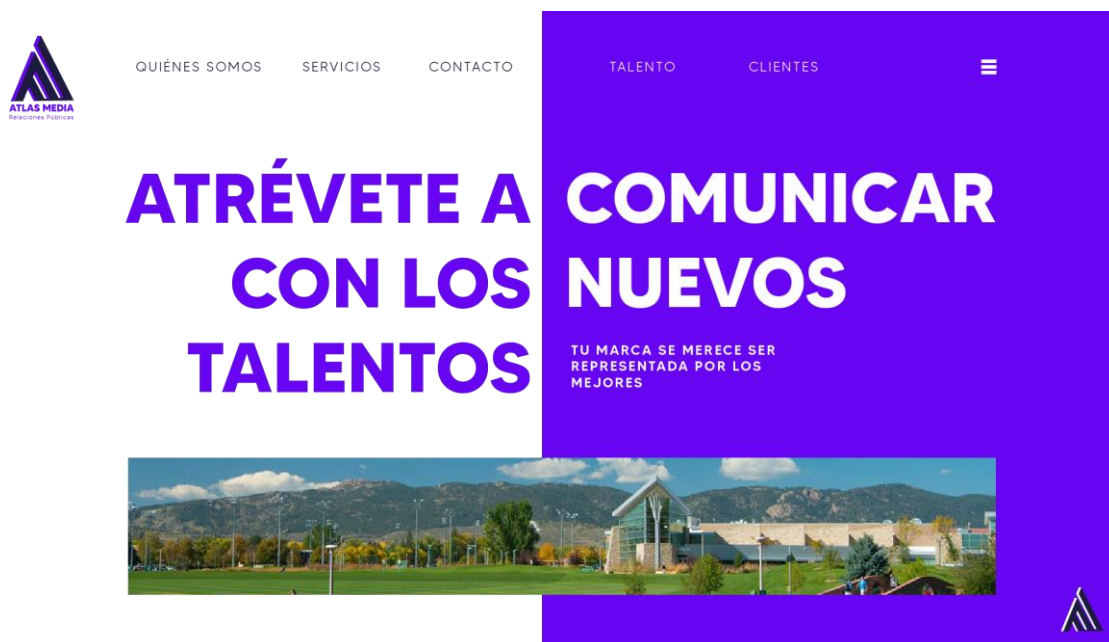 QUIÉNES SOMOS SERVICIOS CONTACTO TALENTO CLIENTES
ATLAS MEDIA
Relaciones Públicas
ATRÉVETE A COMUNICAR
CON LOS NUEVOS
TALENTOS
TU MARCA SE MERECE SER
REPRESENTADA POR LOS
MEJORES